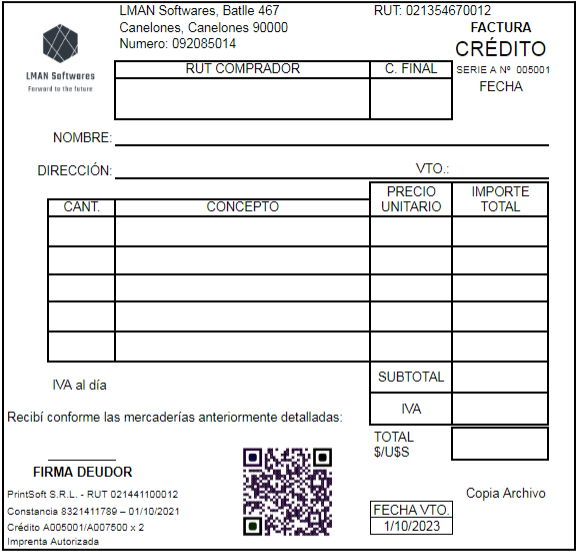 LMAN Softwares, Batlle 467
Canelones, Canelones 90000
Numero: 092085014
RUT: 021354670012
FACTURA
CRÉDITO
SERIE A Nº 005001
FECHA
LMAN Softwares
Forward to the future
RUT COMPRADOR
C. FINAL
NOMBRE:
DIRECCIÓN:
VTO.:
CANT.
CONCEPTO
PRECIO
UNITARIO
IMPORTE
TOTAL
SUBTOTAL
IVA al día
IVA
Recibí conforme las mercaderías anteriormente detalladas:
TOTAL
$/U$S
FIRMA DEUDOR
PrintSoft S.R.L. - RUT 021441100012
Constancia 8321411789 – 01/10/2021
Crédito A005001/A007500 x 2
Imprenta Autorizada
Copia Archivo
FECHA VTO.
1/10/2023